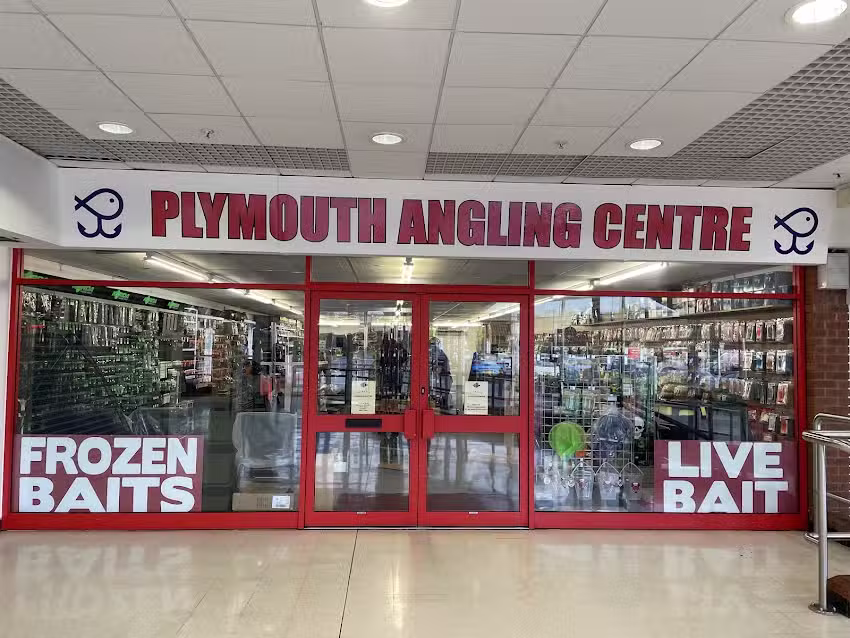 PLYMOUTH ANGLING CENTRE
FROZEN
BAITS
LIVE
BAIT